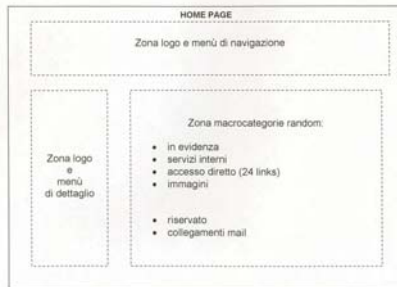 HOME PAGE
Zona logo e menù di navigazione
Zona logo
e
menù
di dettaglio
Zona macrocategorie random:
• in evidenza
• servizi interni
• accesso diretto (24 links)
• immagini
• riservato
• collegamenti mail